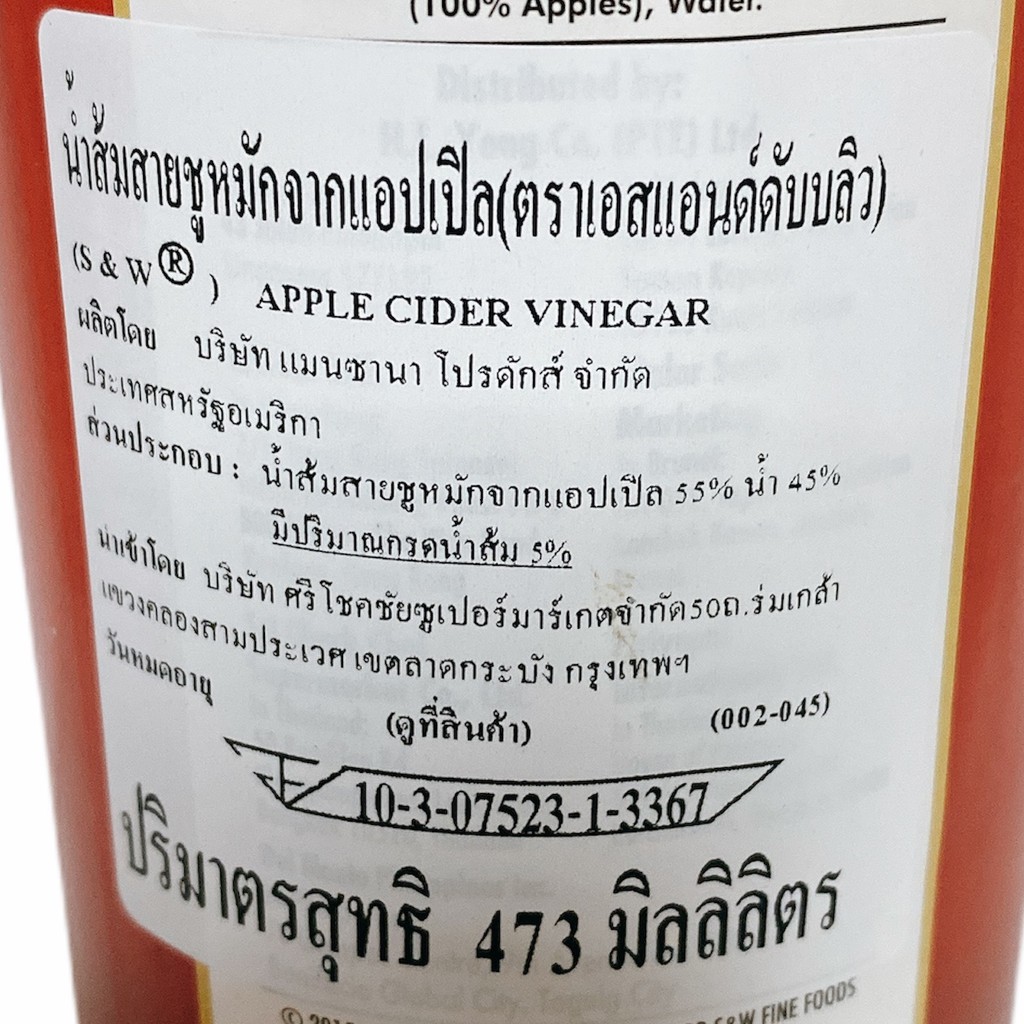 (100% Apples), Water.
น้ำส้มสายชูหมักจากแอปเปิล(ตราเอสแอนด์ดับบลิว)
(S & W® ) APPLE CIDER VINEGAR
ผลิตโดย บริษัท แมนซานา โปรดักส์ จำกัด
ประเทศสหรัฐอเมริกา
ส่วนประกอบ : น้ำส้มสายชูหมักจากแอปเปิล 55% น้ำ 45%
มีปริมาณกรดน้ำส้ม 5%
นำเข้าโดย บริษัท ศรีโชคชัยซูเปอร์มาร์เกตจำกัด50ถ.ร่มเกล้า
แขวงคลองสามประเวศ เขตลาดกระบัง กรุงเทพฯ
วันหมดอายุ (ดูที่สินค้า) (002-045)
10-3-07523-1-3367
ปริมาตรสุทธิ 473 มิลลิลิตร
S&W FINE FOODS